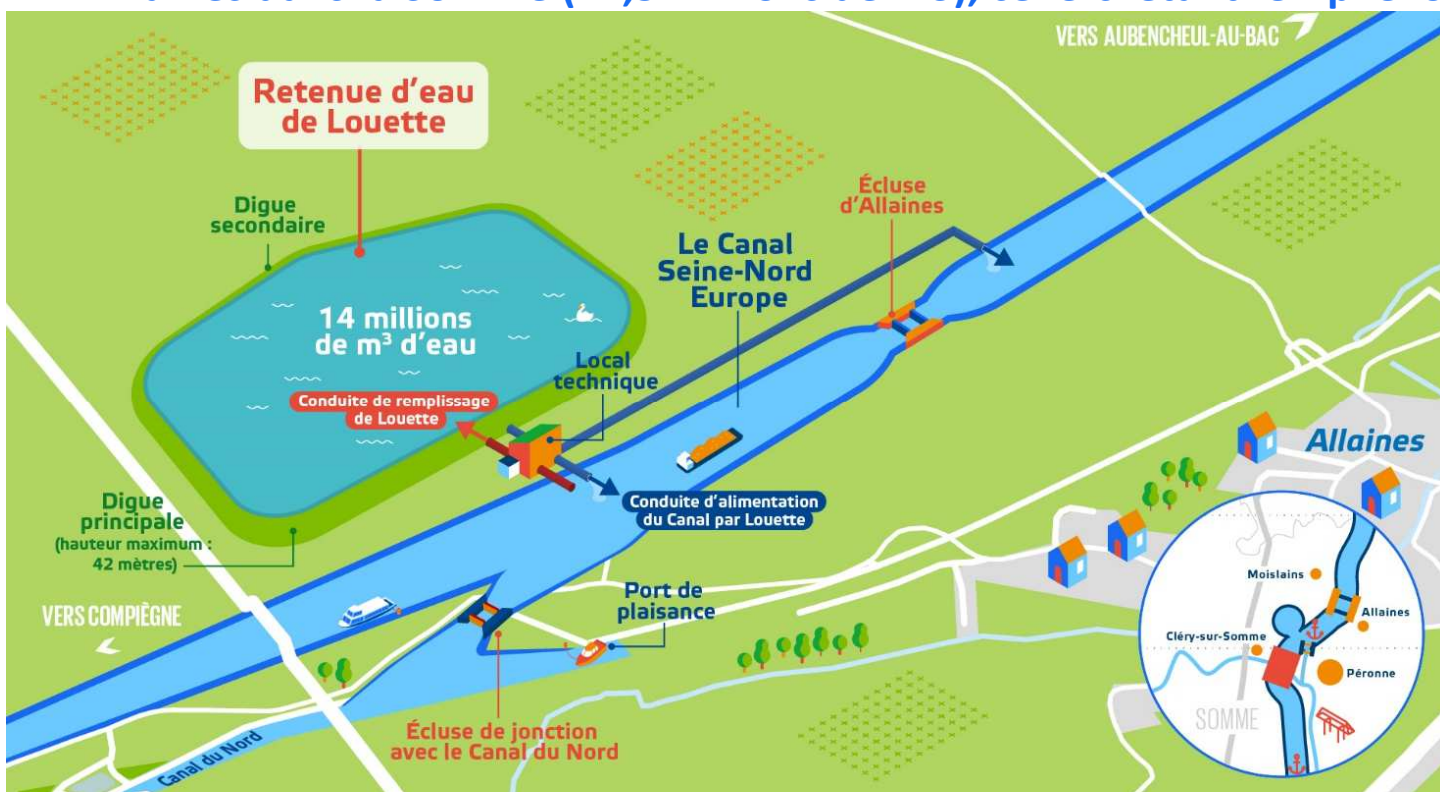 VERS AUBENCHEUL-AU-BAC
Retenue d'eau
de Louette
Digue
secondaire
Écluse
d'Allaines
Le Canal
Seine-Nord
Europe
14 millions
de m³ d'eau
Local
technique
Conduite de remplissage
de Louette
Allaines
Conduite d'alimentation
du Canal par Louette
Digue
principale
(hauteur maximum :
42 mètres)
Port de
plaisance
VERS COMPIÈGNE
Écluse de jonction
avec le Canal du Nord
Canal du Nord
Moislains
Allaines
Cléry-sur-Somme
Péronne
SOMME